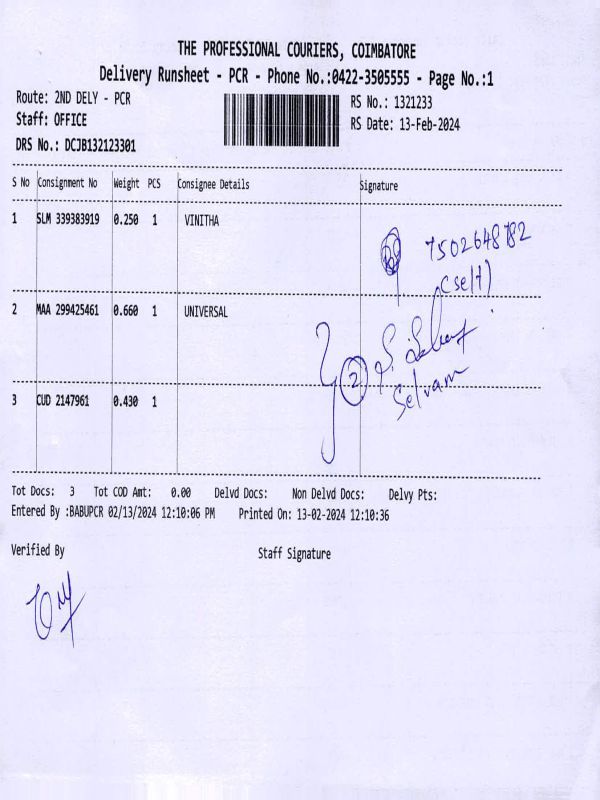 THE PROFESSIONAL COURIERS, COIMBATORE
Delivery Runsheet - PCR - Phone No.:0422-3505555 - Page No.:1
Route: 2ND DELY - PCR
RS No.: 1321233
Staff: OFFICE
RS Date: 13-Feb-2024
DRS No.: DCJB132123301
S No Consignment No Weight PCS Consignee Details Signature
1 SLM 339383919 0.250 1 VINITHA
7502648782
(self)
2 MAA 299425461 0.660 1 UNIVERSAL
2
Selvam
3 CUD 2147961 0.430 1
Tot Docs: 3 Tot COD Amt: 0.00 Delvd Docs: Non Delvd Docs: Delvy Pts:
Entered By :BABUPCR 02/13/2024 12:10:06 PM Printed On: 13-02-2024 12:10:36
Verified By Staff Signature